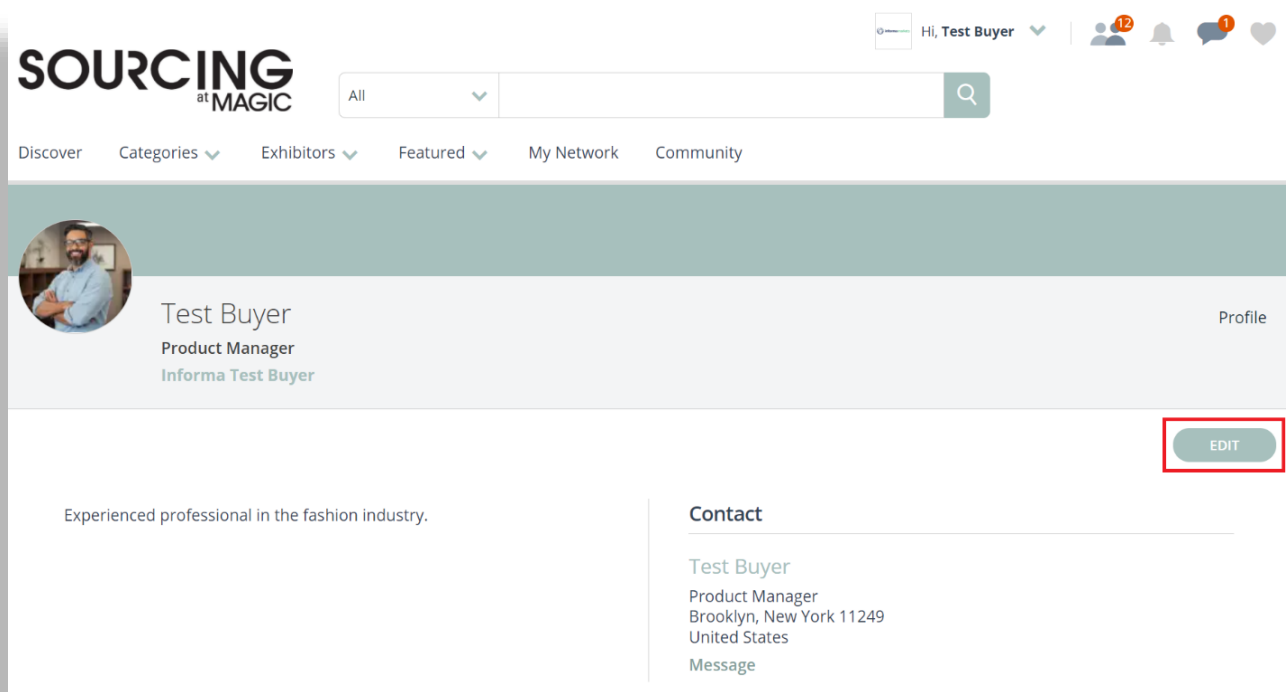 Hi, Test Buyer
12
1
SOURCING
at MAGIC
All
Discover
Categories
Exhibitors
Featured
My Network
Community
Test Buyer
Product Manager
Informa Test Buyer
Profile
EDIT
Experienced professional in the fashion industry.
Contact
Test Buyer
Product Manager
Brooklyn, New York 11249
United States
Message